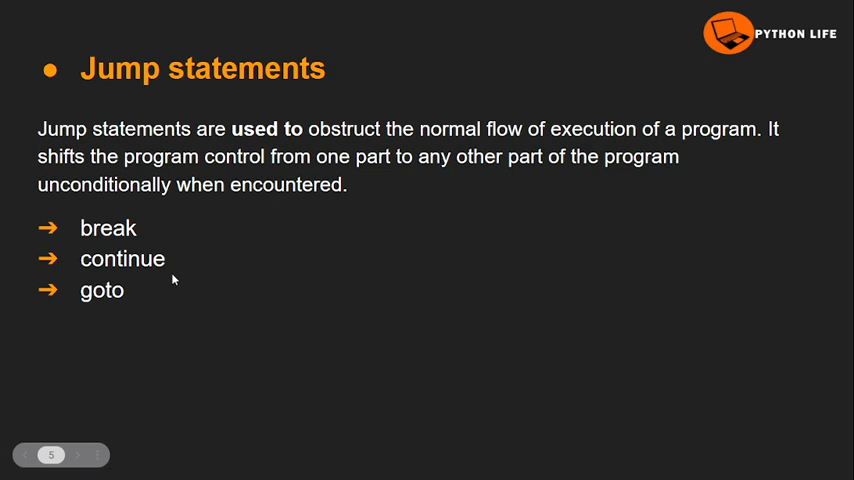 PYTHON LIFE
● Jump statements
Jump statements are used to obstruct the normal flow of execution of a program. It
shifts the program control from one part to any other part of the program
unconditionally when encountered.
➔ break
➔ continue
➔ goto
5